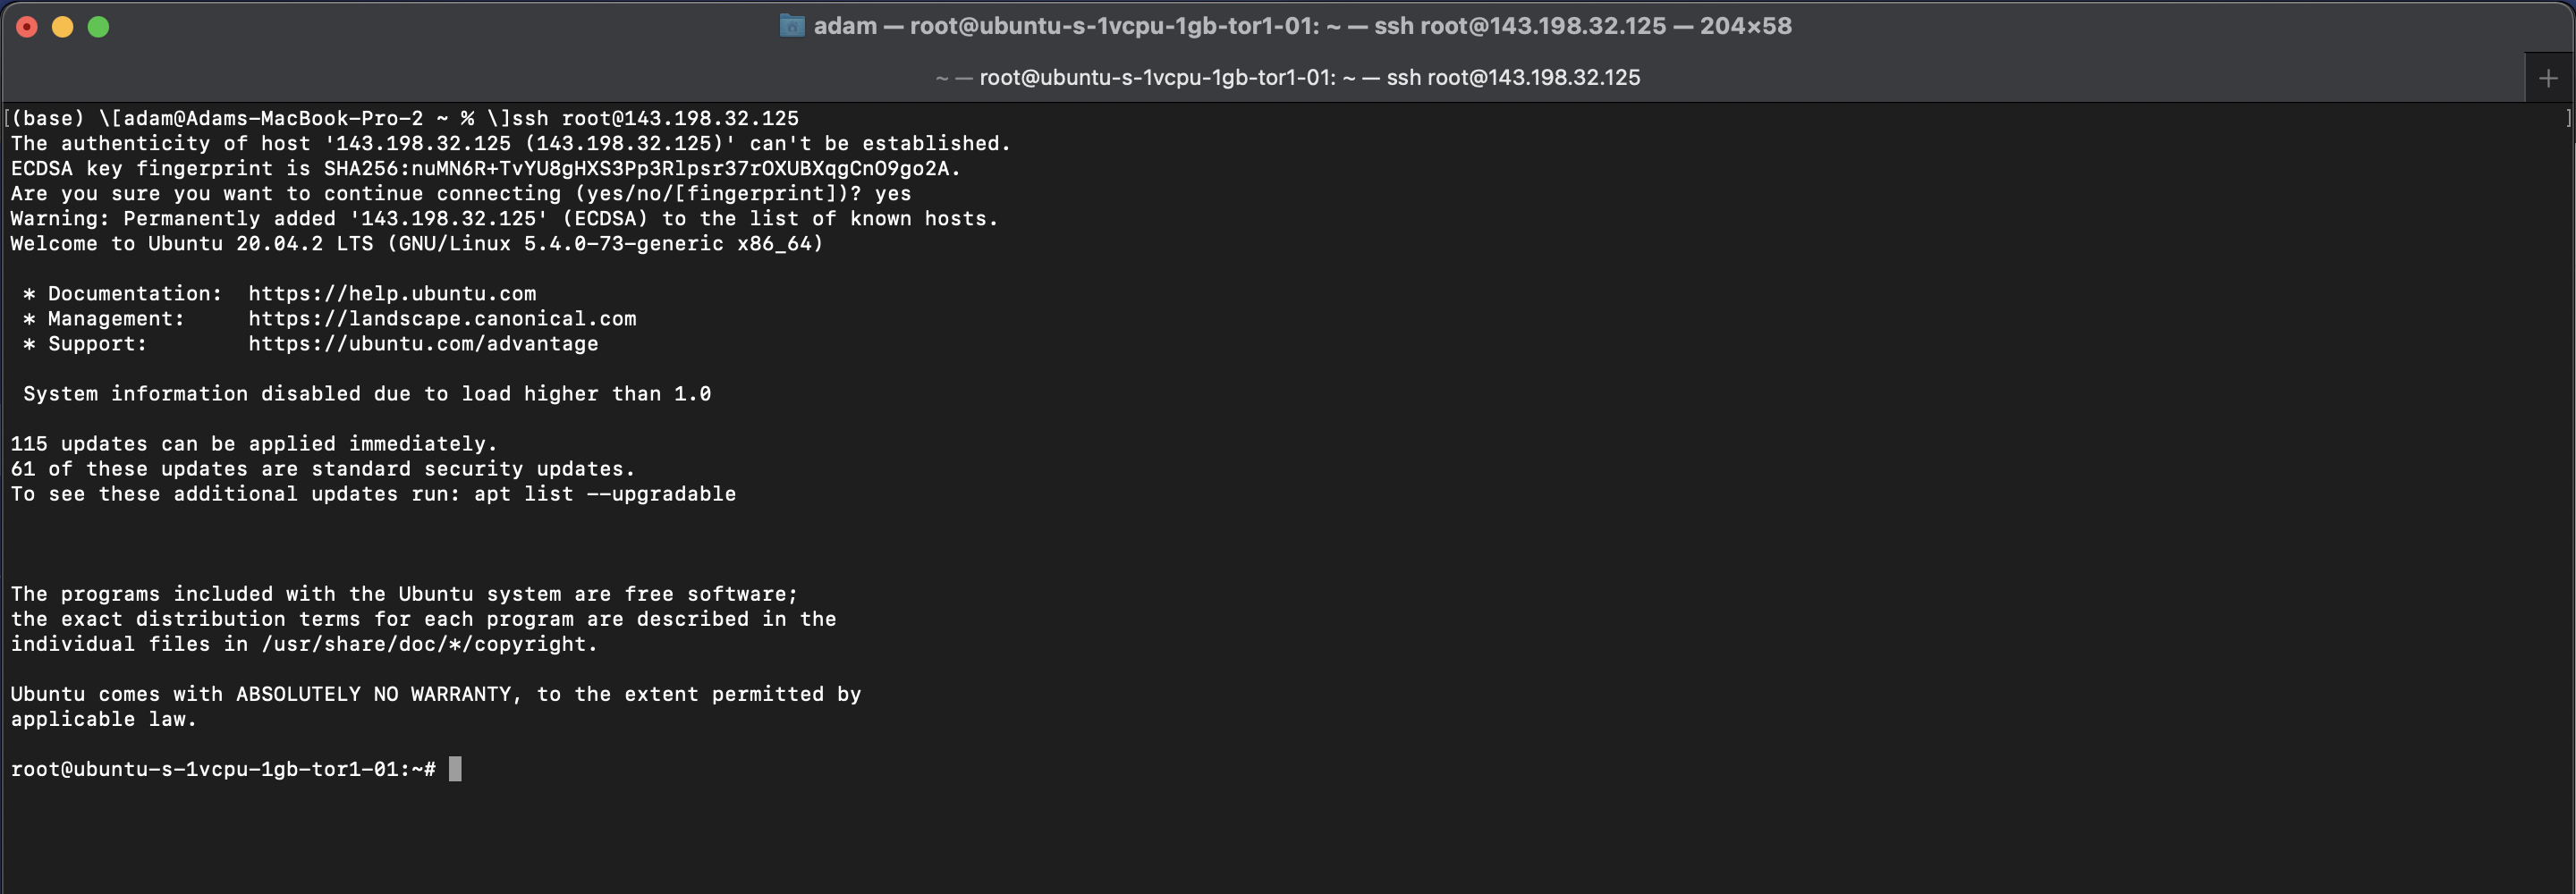 adam — root@ubuntu-s-1vcpu-1gb-tor1-01: ~ — ssh root@143.198.32.125 — 204×58
~ — root@ubuntu-s-1vcpu-1gb-tor1-01: ~ — ssh root@143.198.32.125 +
[(base) \[adam@Adams-MacBook-Pro-2 ~ % \]ssh root@143.198.32.125 ]
The authenticity of host '143.198.32.125 (143.198.32.125)' can't be established.
ECDSA key fingerprint is SHA256:nuMN6R+TvYU8gHXS3Pp3Rlpsr37rOXUBXqgCnO9go2A.
Are you sure you want to continue connecting (yes/no/[fingerprint])? yes
Warning: Permanently added '143.198.32.125' (ECDSA) to the list of known hosts.
Welcome to Ubuntu 20.04.2 LTS (GNU/Linux 5.4.0-73-generic x86_64)
* Documentation:  https://help.ubuntu.com
* Management:     https://landscape.canonical.com
* Support:        https://ubuntu.com/advantage
System information disabled due to load higher than 1.0
115 updates can be applied immediately.
61 of these updates are standard security updates.
To see these additional updates run: apt list --upgradable
The programs included with the Ubuntu system are free software;
the exact distribution terms for each program are described in the
individual files in /usr/share/doc/*/copyright.
Ubuntu comes with ABSOLUTELY NO WARRANTY, to the extent permitted by
applicable law.
root@ubuntu-s-1vcpu-1gb-tor1-01:~#